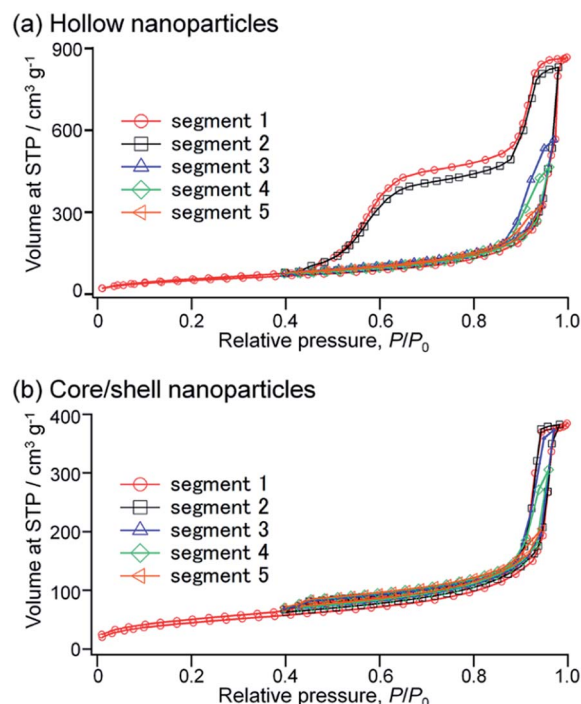 (a) Hollow nanoparticles
900
600
300
0
Volume at STP / cm³ g⁻¹
segment 1
segment 2
segment 3
segment 4
segment 5
0 0.2 0.4 0.6 0.8 1.0
Relative pressure, P/P₀
(b) Core/shell nanoparticles
400
300
200
100
0
Volume at STP / cm³ g⁻¹
segment 1
segment 2
segment 3
segment 4
segment 5
0 0.2 0.4 0.6 0.8 1.0
Relative pressure, P/P₀